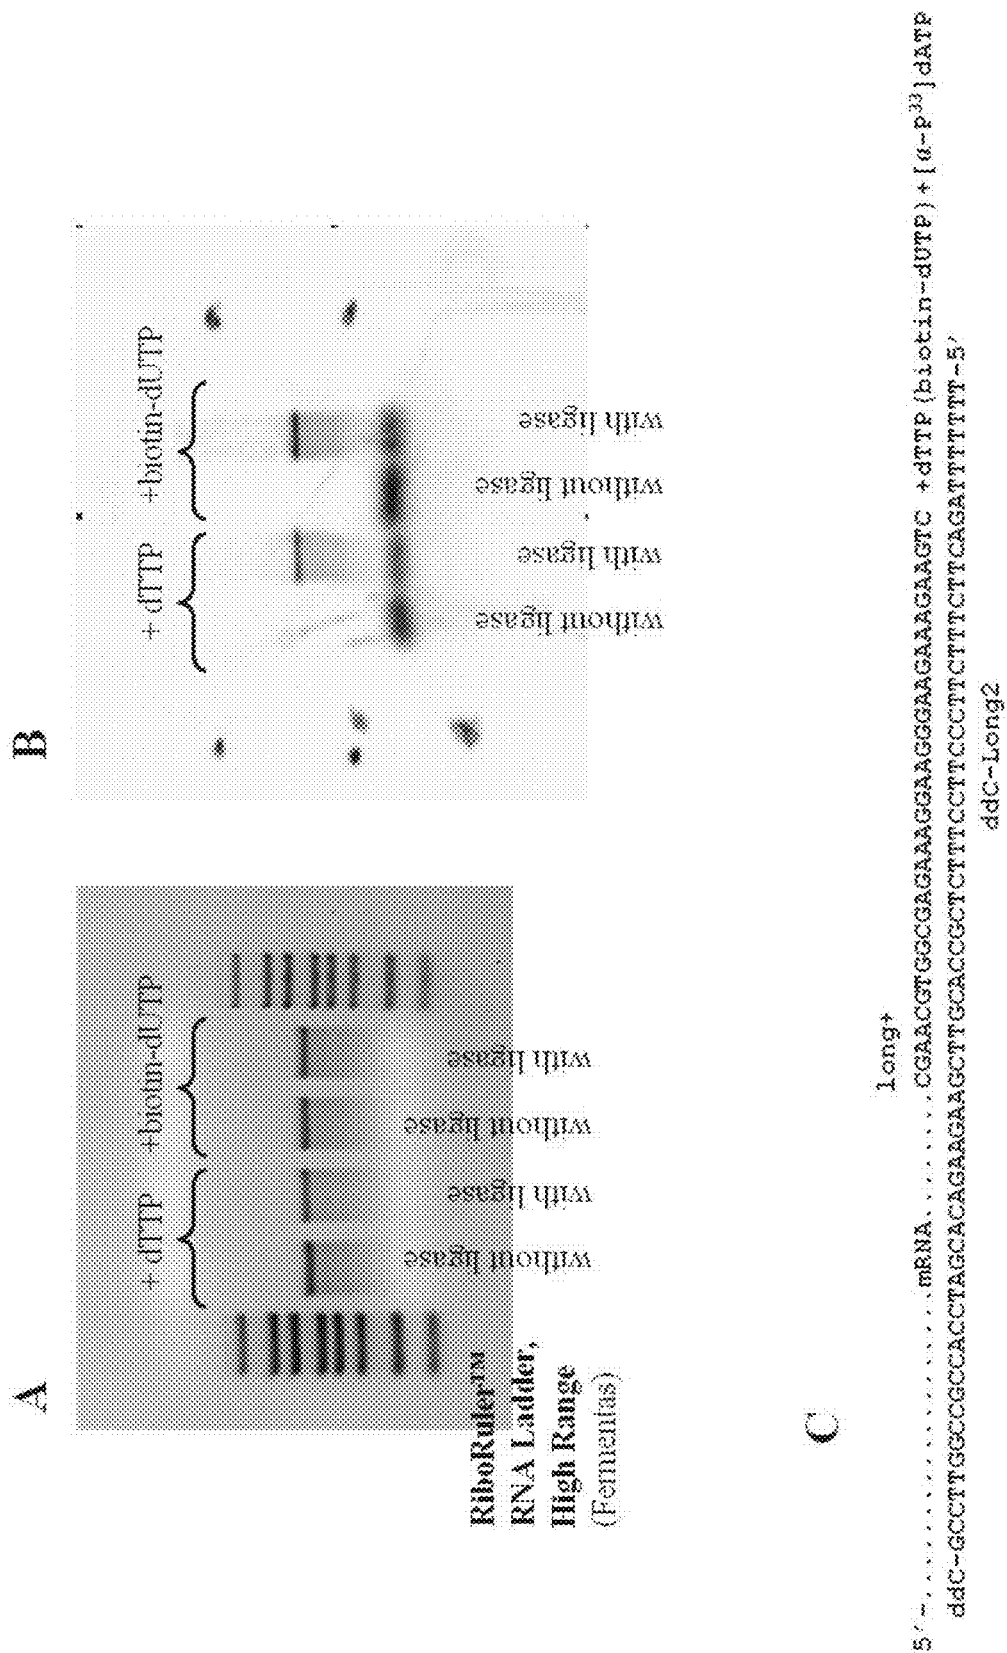 A
+ dTTP
+biotin-dUTP
without ligase
with ligase
without ligase
with ligase
RiboRuler™
RNA Ladder,
High Range
(Fermentas)
B
+ dTTP
+biotin-dUTP
without ligase
with ligase
without ligase
with ligase
C
long+
5′-....................mRNA........CGAACGTGGCGAGAAAGGAAGGGAAGAAAGAAGTC +dTTP(biotin-dUTP)+[α-P³³]dATP
ddC-GCCTTGGCCGCCACCTAGCACAGAAGAAGCTTGCACCGCTCTTTCCTTCCCTTCTTTCTTCAGATTTTTT-5′
ddC-Long2